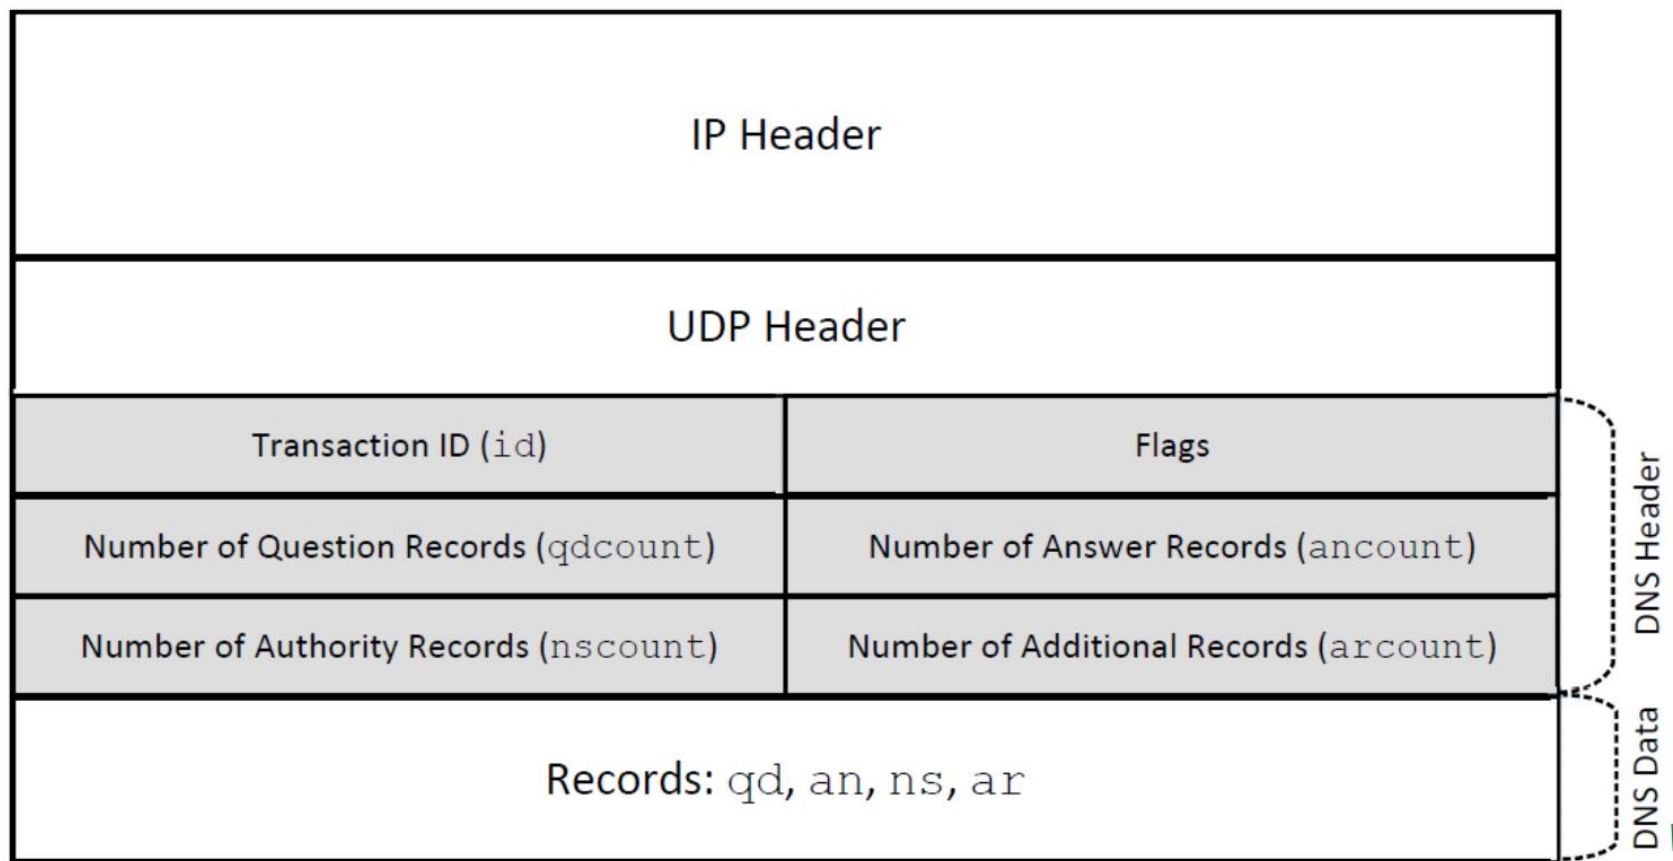 IP Header
UDP Header
Transaction ID (id)
Flags
Number of Question Records (qdcount)
Number of Answer Records (ancount)
Number of Authority Records (nscount)
Number of Additional Records (arcount)
DNS Header
Records: qd, an, ns, ar
DNS Data